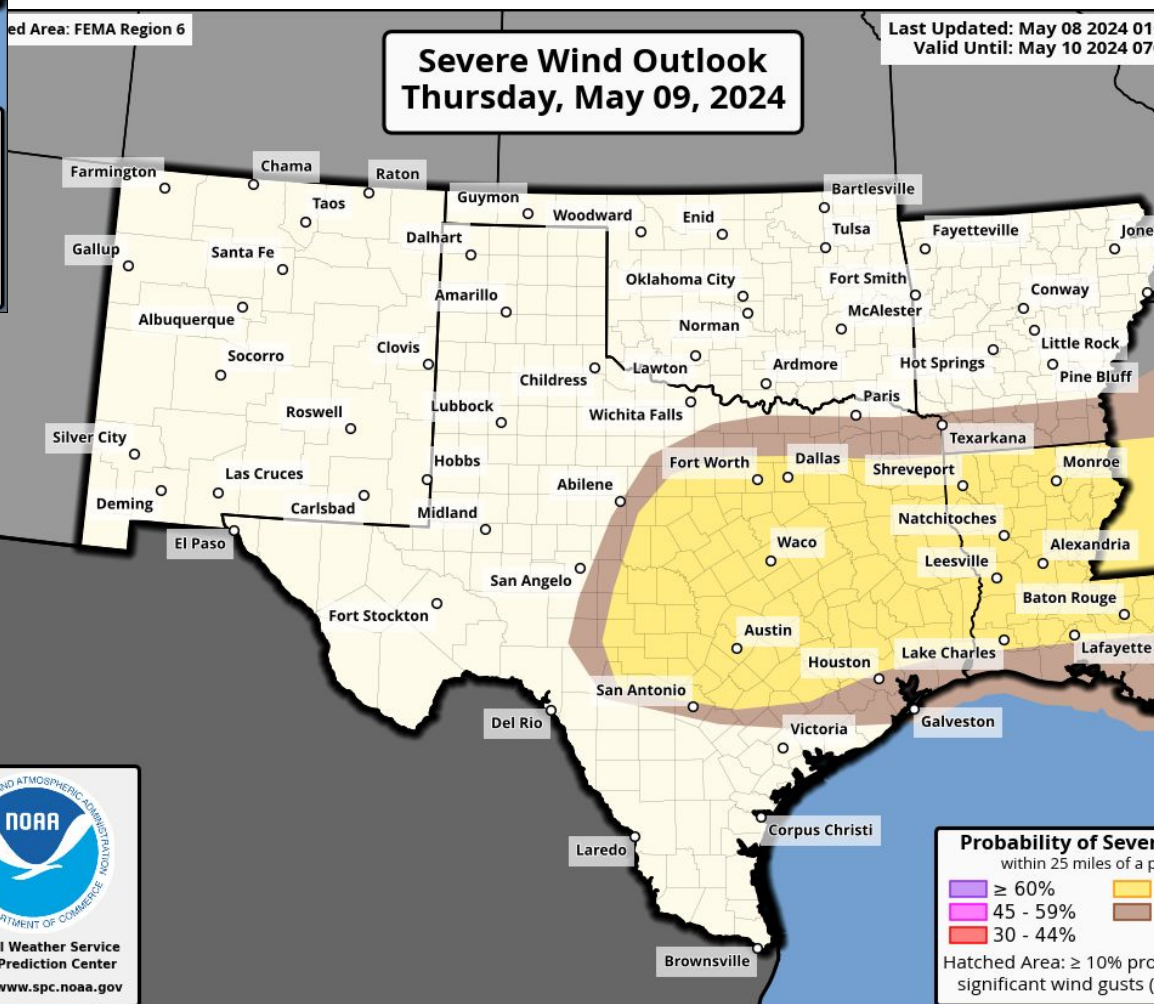 ed Area: FEMA Region 6
Last Updated: May 08 2024 01
Valid Until: May 10 2024 07
Severe Wind Outlook
Thursday, May 09, 2024
Farmington
Chama
Raton
Guymon
Bartlesville
Taos
Woodward
Enid
Tulsa
Fayetteville
Jone
Gallup
Santa Fe
Dalhart
Oklahoma City
Fort Smith
Conway
Albuquerque
Amarillo
Norman
McAlester
Little Rock
Socorro
Clovis
Childress
Lawton
Ardmore
Hot Springs
Pine Bluff
Roswell
Lubbock
Wichita Falls
Paris
Texarkana
Silver City
Hobbs
Fort Worth
Dallas
Shreveport
Monroe
Las Cruces
Abilene
Deming
Carlsbad
Midland
Natchitoches
El Paso
Waco
Alexandria
San Angelo
Leesville
Fort Stockton
Baton Rouge
Austin
Houston
Lake Charles
Lafayette
San Antonio
Del Rio
Victoria
Galveston
Laredo
Corpus Christi
Brownsville
ND ATMOSPHERIC ADMINISTRATION
NOAA
RTMENT OF COMMERCE
l Weather Service
Prediction Center
www.spc.noaa.gov
Probability of Sever
within 25 miles of a p
≥ 60%
45 - 59%
30 - 44%
Hatched Area: ≥ 10% pro
significant wind gusts (